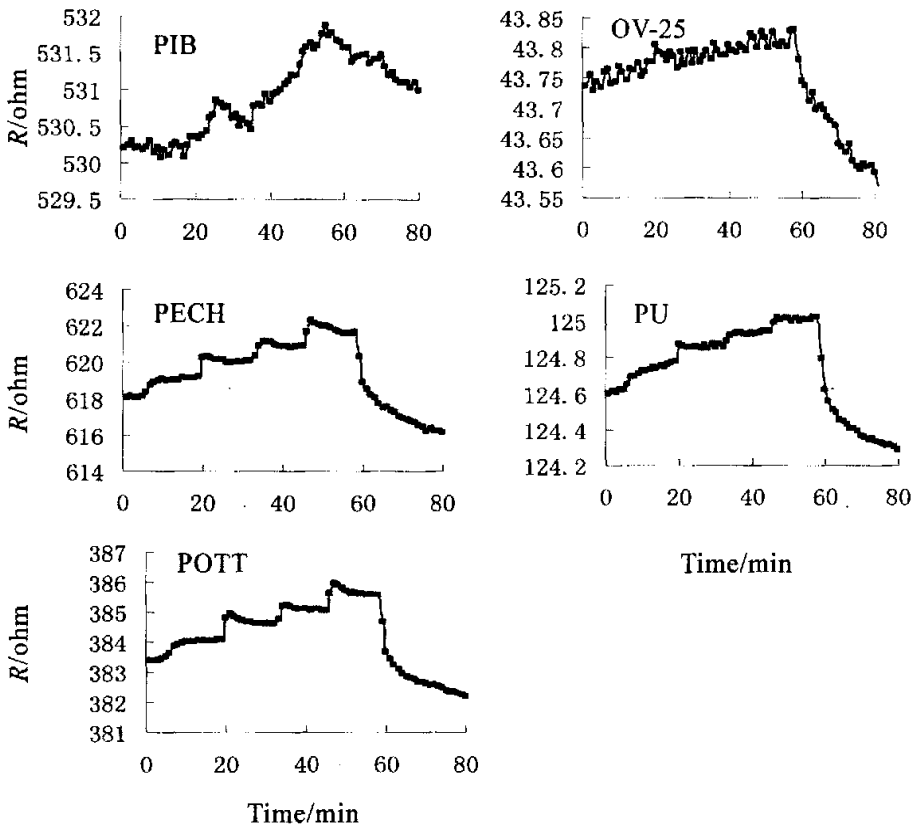 PIB
R/ohm
532
531.5
531
530.5
530
529.5
0 20 40 60 80
OV-25
43.85
43.8
43.75
43.7
43.65
43.6
43.55
0 20 40 60 80
PECH
R/ohm
624
622
620
618
616
614
0 20 40 60 80
PU
125.2
125
124.8
124.6
124.4
124.2
0 20 40 60 80
Time/min
POTT
R/ohm
387
386
385
384
383
382
381
0 20 40 60 80
Time/min